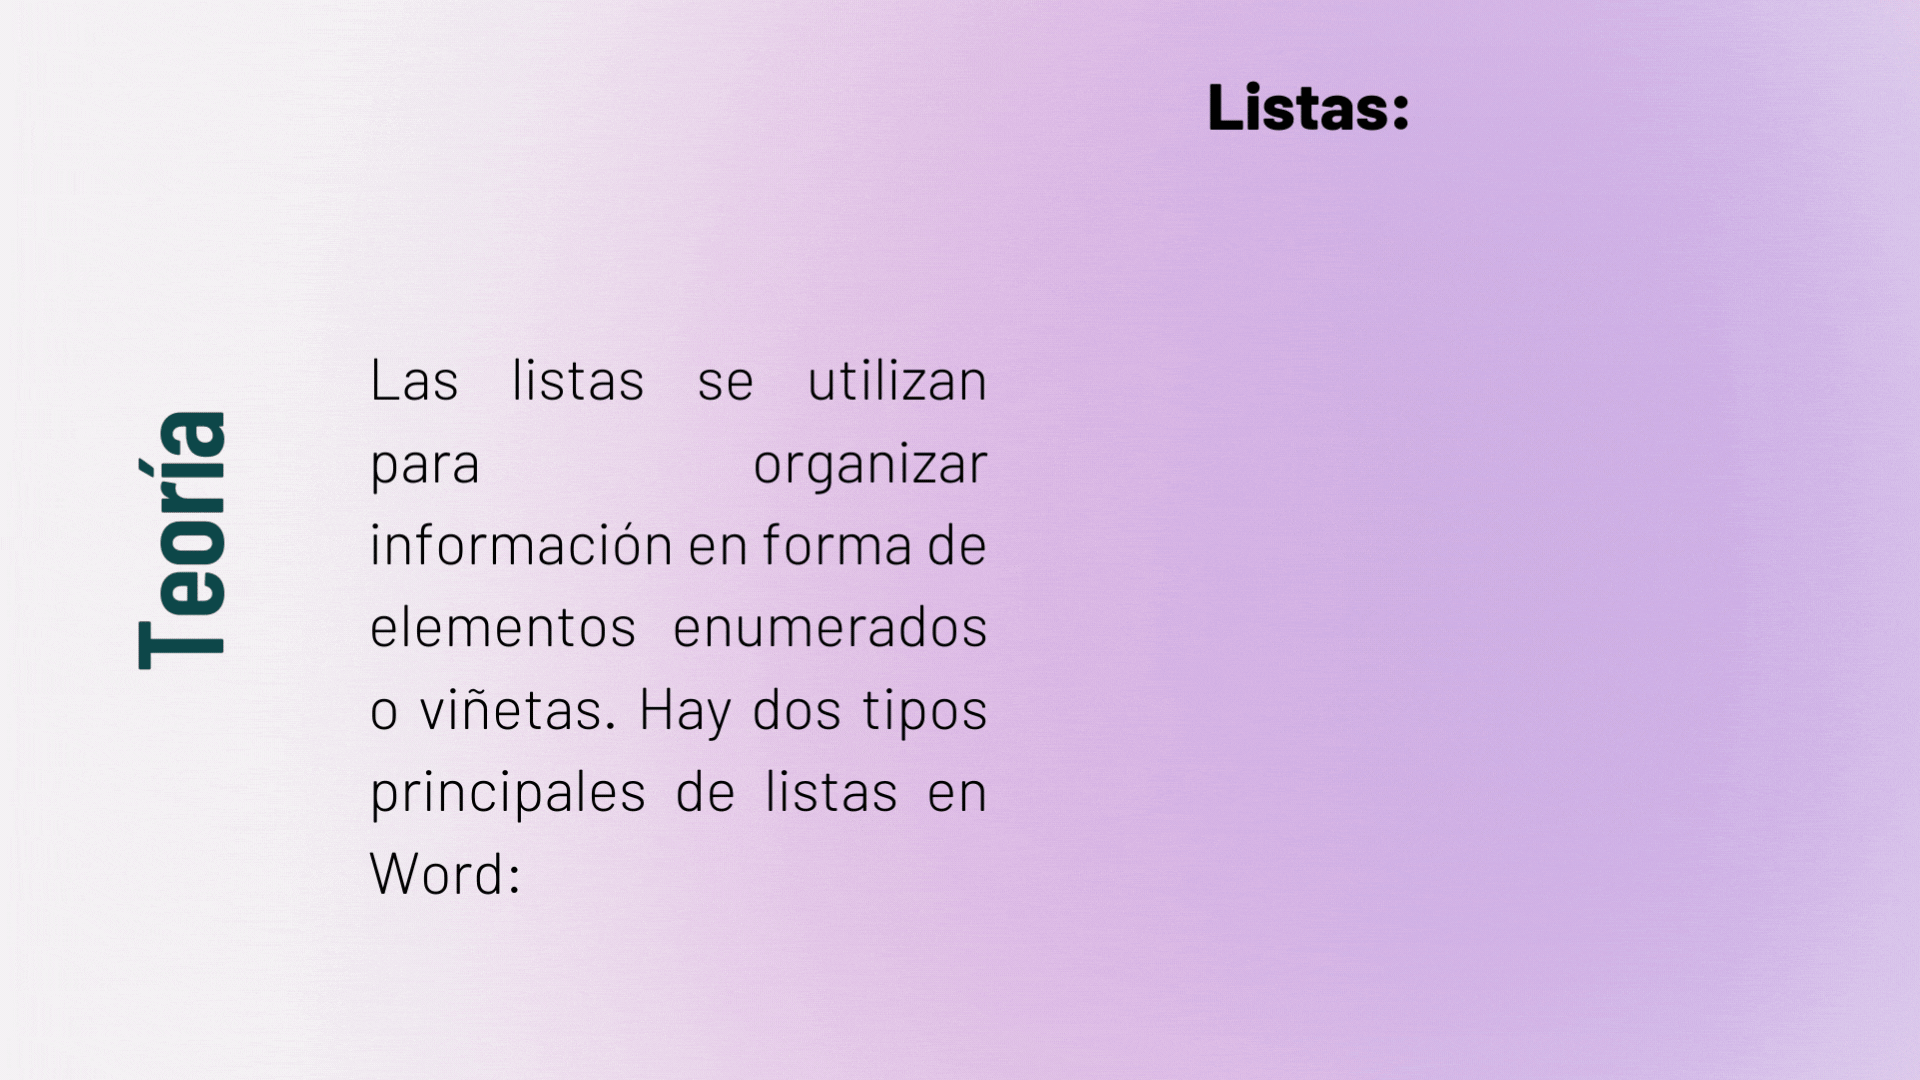 Listas:
Teoría
Las listas se utilizan
para organizar
información en forma de
elementos enumerados
o viñetas. Hay dos tipos
principales de listas en
Word: